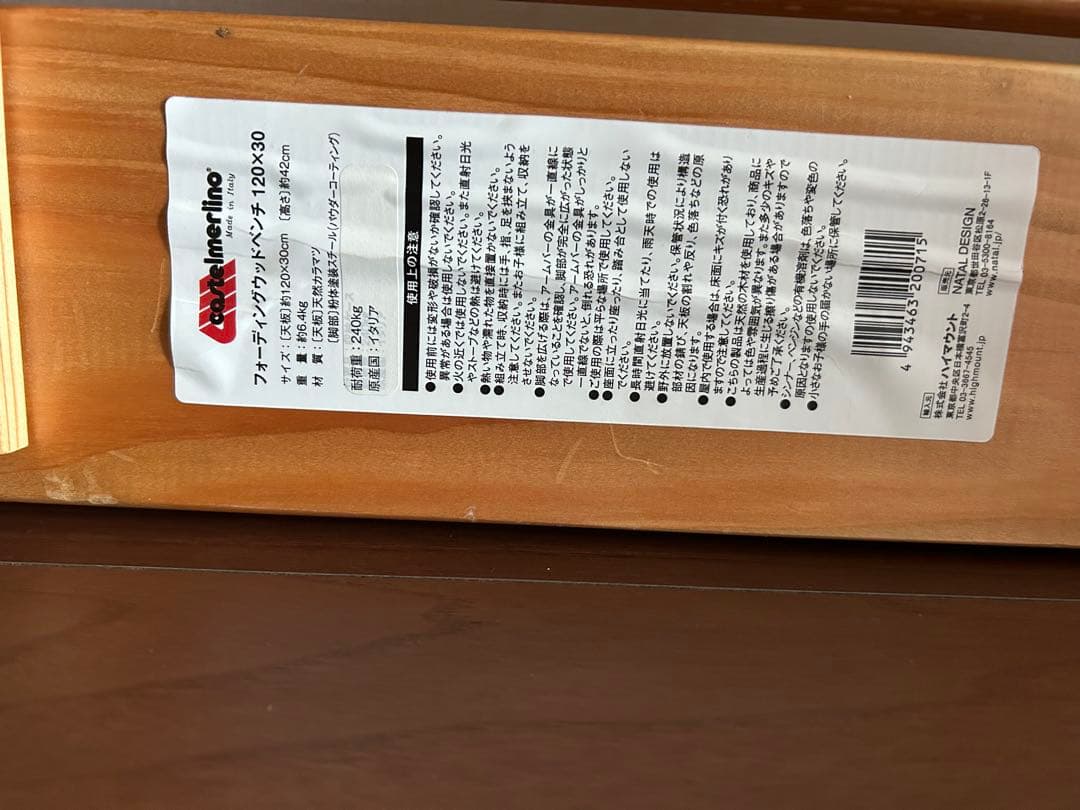 castelmerlino
Made in Italy
フォーディングウッドベンチ 120×30
サイズ:[天板]約120×30cm [高さ]約42cm
重 量:約6.4kg
材 質:[天板]天然カラマツ
[脚部]粉体塗装スチール(パウダーコーティング)
耐荷重:240kg
原産国:イタリア
使用上の注意
●使用前には変形や破損がないか確認してください。
異常がある場合は使用しないでください。
●火の近くでは使用しないでください。また直射日光
やストーブなどの熱は避けてください。
●熱い物や濡れた物を直接置かないでください。
●組み立て時、収納時には手、指、足を挟まないよう
注意してください。またお子様に組み立て、収納を
させないでください。
●脚部を広げる際は、アームバーの金具が一直線に
なっていることを確認し、脚部が完全に広がった状態
で使用してください。アームバーの金具がしっかりと
一直線でないと、倒れる恐れがあります。
●ご使用の際は平らな場所で使用してください。
●座面に立ったり座ったり、踏み台として使用しない
でください。
●長時間直射日光に当てたり、雨天時での使用は
避けてください。
●野外に放置しないでください。保管状況により構造
部材の錆び、天板の割れや反り、色落ちなどの原
因になります。
●屋内で使用する場合は、床面にキズが付く恐れがあり
ますので注意してください。
●こちらの製品は天然の木材を使用しており、商品に
よっては色や雰囲気が異なります。また多少のキズや
生産過程に生じる擦り傷がある場合がありますので
予めご了承ください。
●シンナー、ベンジンなどの有機溶剤は、色落ちや変色の
原因となりますので使用しないでください。
●小さなお子様の手の届かない場所に保管してください。
4 943463 200715
輸入元
株式会社 ハイマウント
東京都中央区日本橋富沢町2-4
TEL 03-3667-4545
www.highmount.jp/
販売元
NATAL DESIGN
東京都世田谷区松原2-28-13-1F
TEL 03-5300-8164
www.natal.jp/